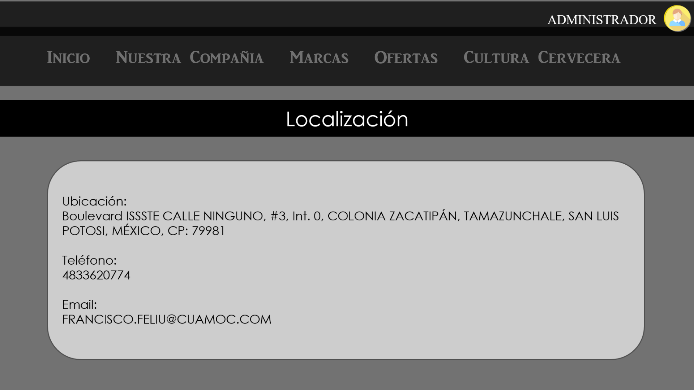 ADMINISTRADOR
Inicio Nuestra Compañia Marcas Ofertas Cultura Cervecera
Localización
Ubicación:
Boulevard ISSSTE CALLE NINGUNO, #3, Int. 0, COLONIA ZACATIPÁN, TAMAZUNCHALE, SAN LUIS
POTOSI, MÉXICO, CP: 79981
Teléfono:
4833620774
Email:
FRANCISCO.FELIU@CUAMOC.COM